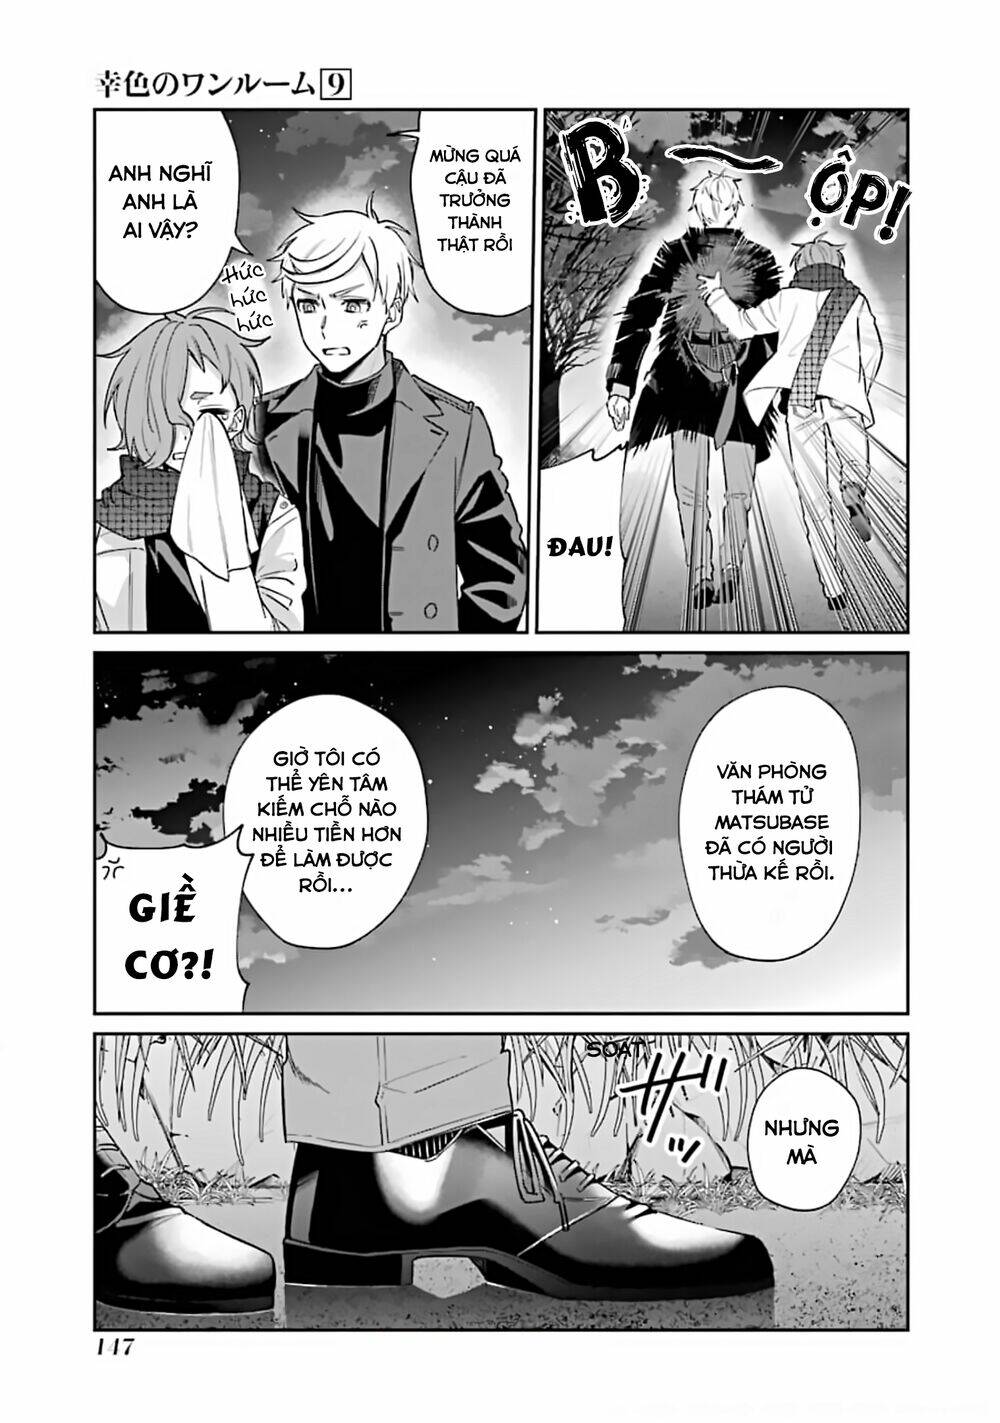 幸色のワンルーム 9
B〜ỘP!
ĐAU!
MỪNG QUÁ
CẬU ĐÃ
TRƯỞNG
THÀNH
THẬT RỒI
ANH NGHĨ
ANH LÀ
AI VẬY?
Hức
hức
hức
VĂN PHÒNG
THÁM TỬ
MATSUBASE
ĐÃ CÓ NGƯỜI
THỪA KẾ RỒI.
GIỜ TÔI CÓ
THỂ YÊN TÂM
KIẾM CHỖ NÀO
NHIỀU TIỀN HƠN
ĐỂ LÀM ĐƯỢC
RỒI...
GIỀ
CƠ?!
NHƯNG
MÀ
SOẠT
ザッ
147